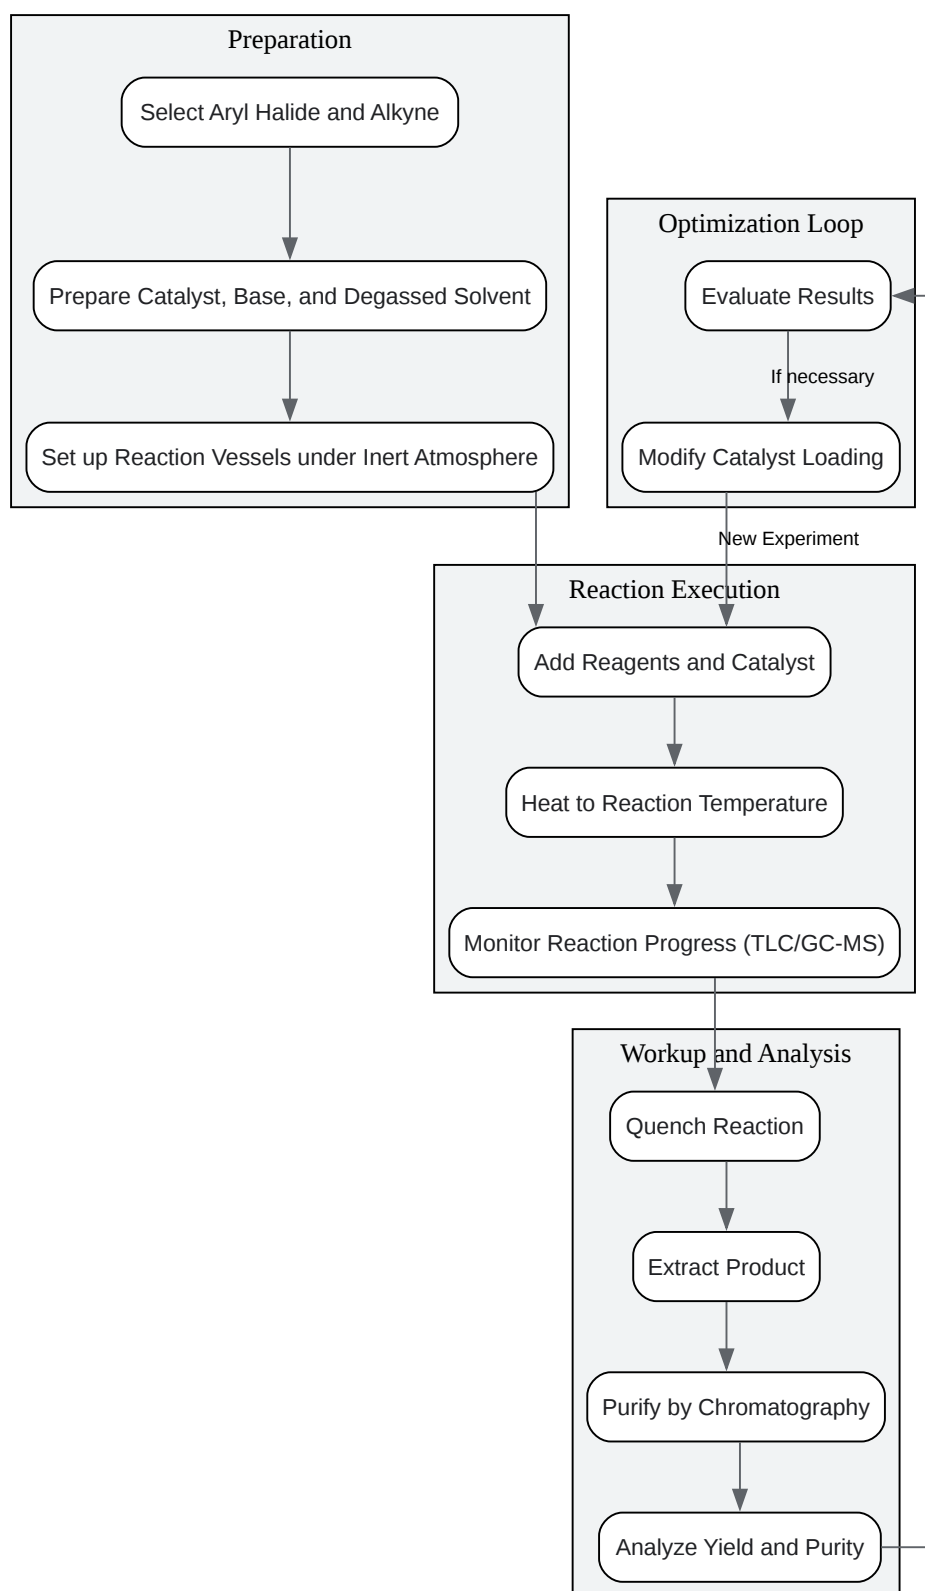 Preparation
Select Aryl Halide and Alkyne
Prepare Catalyst, Base, and Degassed Solvent
Set up Reaction Vessels under Inert Atmosphere
Optimization Loop
Evaluate Results
If necessary
Modify Catalyst Loading
New Experiment
Reaction Execution
Add Reagents and Catalyst
Heat to Reaction Temperature
Monitor Reaction Progress (TLC/GC-MS)
Workup and Analysis
Quench Reaction
Extract Product
Purify by Chromatography
Analyze Yield and Purity